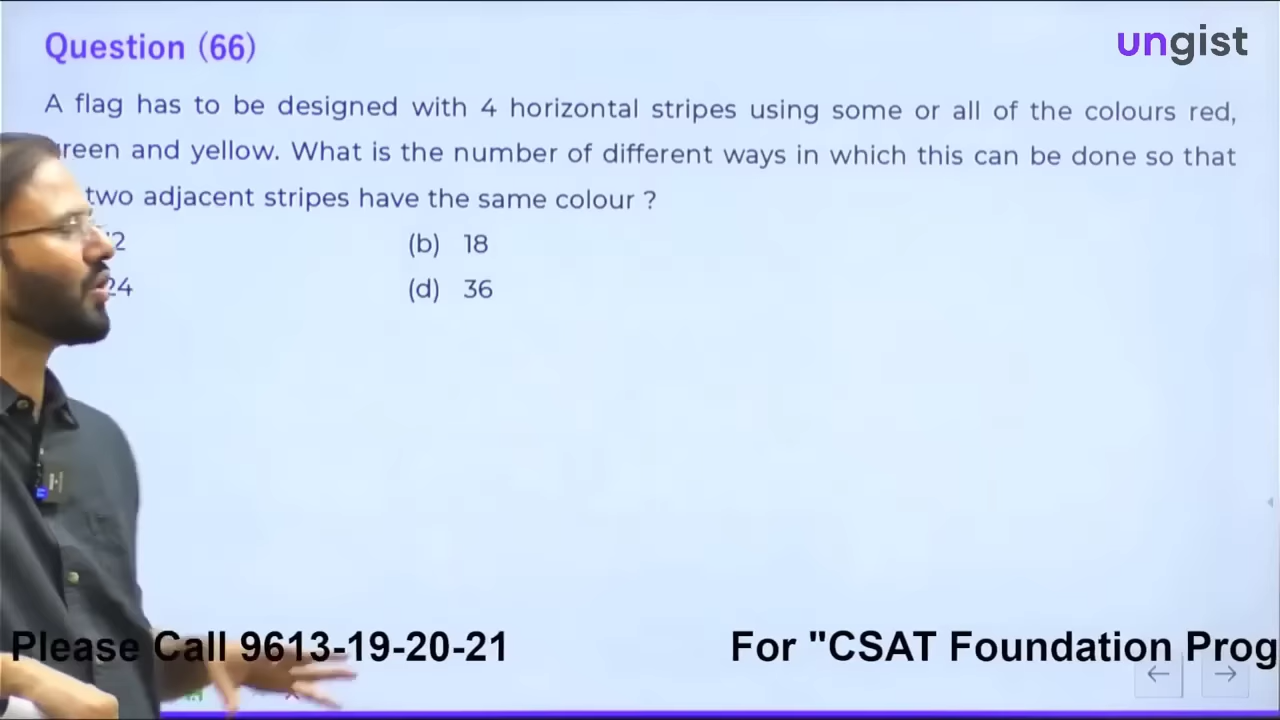 Question (66)
ungist
A flag has to be designed with 4 horizontal stripes using some or all of the colours red,
and yellow. What is the number of different ways in which this can be done so that
two adjacent stripes have the same colour ?
(b) 18
24
(d) 36
Please Call 9613-19-20-21 For "CSAT Foundation Prog